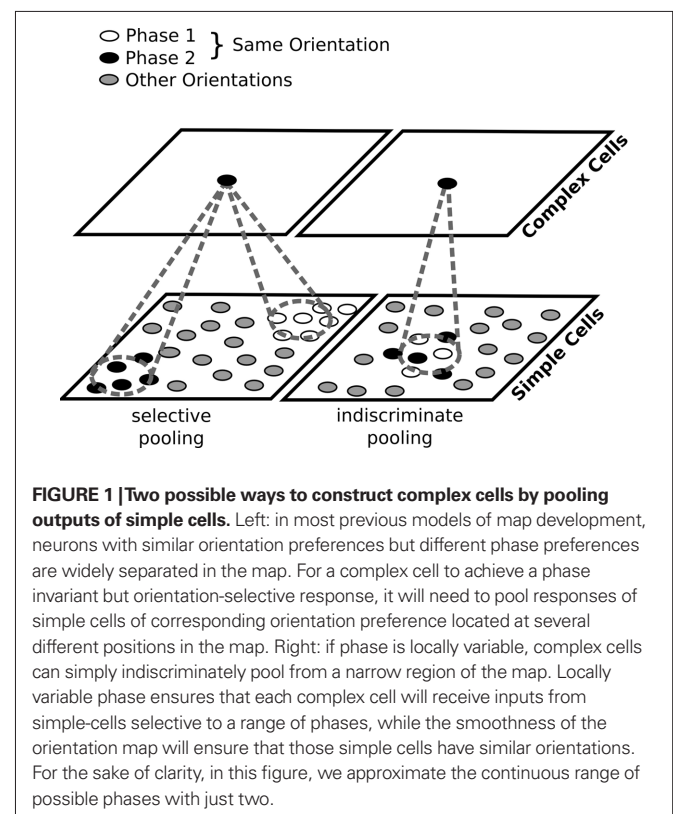 Phase 1
Phase 2
} Same Orientation
Other Orientations
Complex Cells
Simple Cells
selective
pooling
indiscriminate
pooling
FIGURE 1 | Two possible ways to construct complex cells by pooling
outputs of simple cells. Left: in most previous models of map development,
neurons with similar orientation preferences but different phase preferences
are widely separated in the map. For a complex cell to achieve a phase
invariant but orientation-selective response, it will need to pool responses of
simple cells of corresponding orientation preference located at several
different positions in the map. Right: if phase is locally variable, complex cells
can simply indiscriminately pool from a narrow region of the map. Locally
variable phase ensures that each complex cell will receive inputs from
simple-cells selective to a range of phases, while the smoothness of the
orientation map will ensure that those simple cells have similar orientations.
For the sake of clarity, in this figure, we approximate the continuous range of
possible phases with just two.